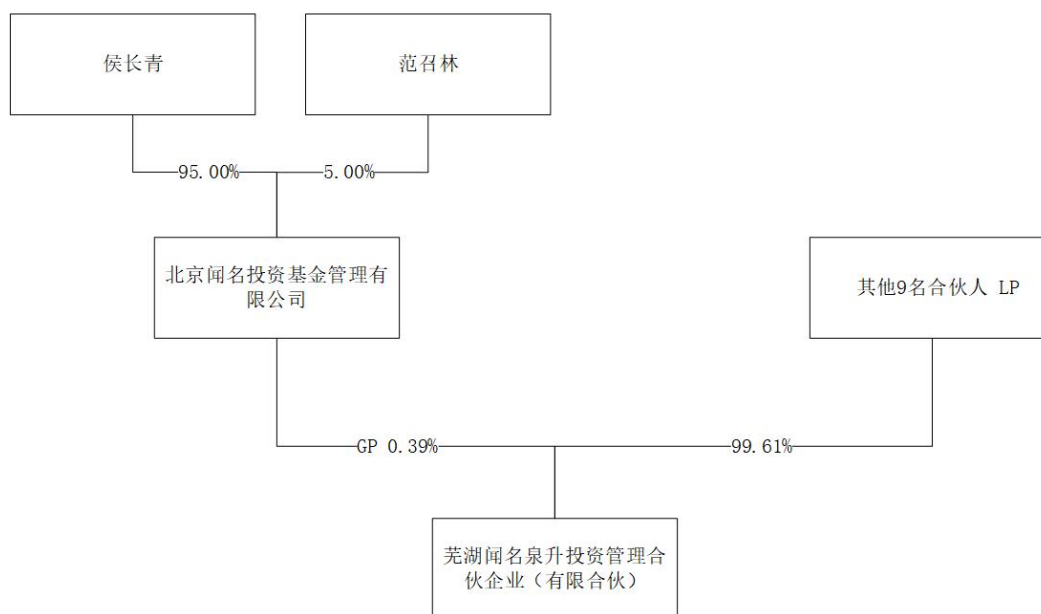 侯长青
范召林
95.00%
5.00%
北京闻名投资基金管理有
限公司
其他9名合伙人 LP
GP 0.39%
99.61%
芜湖闻名泉升投资管理合
伙企业（有限合伙）